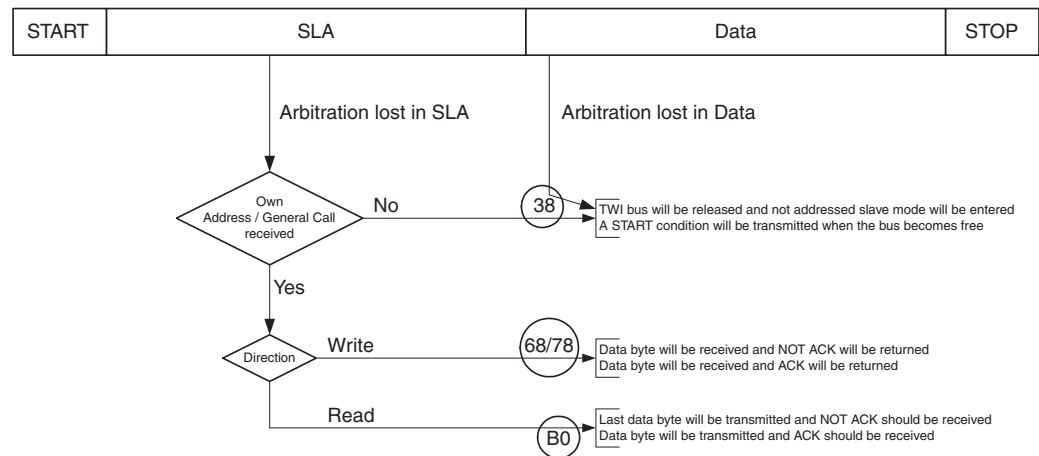 START SLA Data STOP
Arbitration lost in SLA Arbitration lost in Data
Own
Address / General Call
received
No
38
TWI bus will be released and not addressed slave mode will be entered
A START condition will be transmitted when the bus becomes free
Yes
Direction
Write
68/78
Data byte will be received and NOT ACK will be returned
Data byte will be received and ACK will be returned
Read
B0
Last data byte will be transmitted and NOT ACK should be received
Data byte will be transmitted and ACK should be received